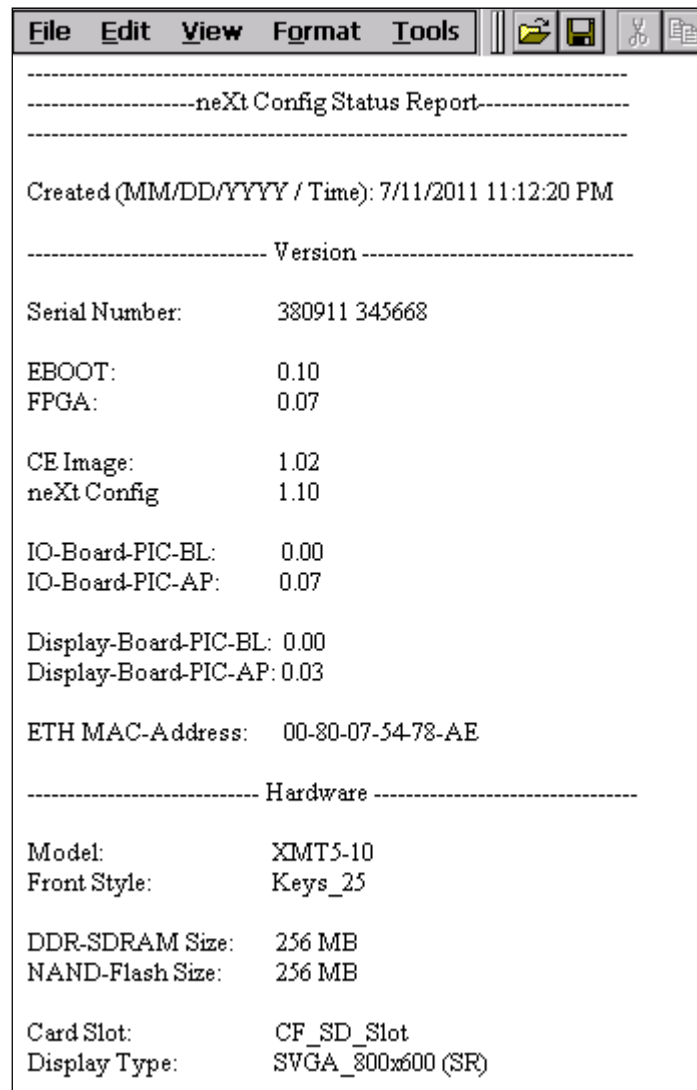 File Edit View Format Tools
---------------------------------------------------------------------------
---------------------neXt Config Status Report-------------------
---------------------------------------------------------------------------
Created (MM/DD/YYYY / Time): 7/11/2011 11:12:20 PM
------------------------------ Version ----------------------------------
Serial Number: 380911 345668
EBOOT: 0.10
FPGA: 0.07
CE Image: 1.02
neXt Config 1.10
IO-Board-PIC-BL: 0.00
IO-Board-PIC-AP: 0.07
Display-Board-PIC-BL: 0.00
Display-Board-PIC-AP: 0.03
ETH MAC-Address: 00-80-07-54-78-AE
----------------------------- Hardware ---------------------------------
Model: XMT5-10
Front Style: Keys_25
DDR-SDRAM Size: 256 MB
NAND-Flash Size: 256 MB
Card Slot: CF_SD_Slot
Display Type: SVGA_800x600 (SR)